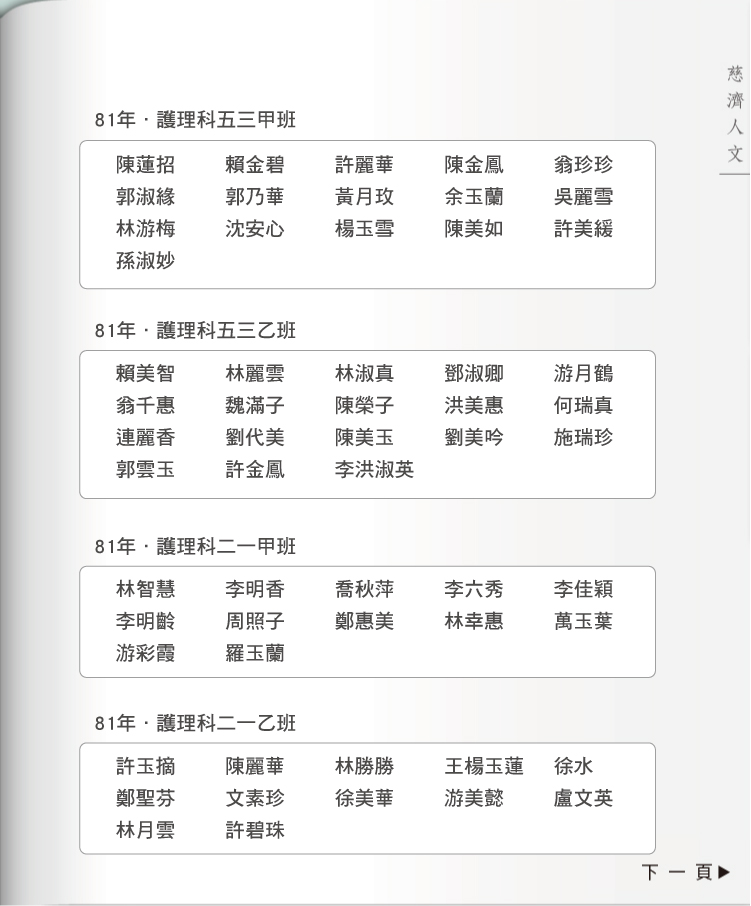 慈濟人文
81年·護理科五三甲班
陳蓮招 賴金碧 許麗華 陳金鳳 翁珍珍
郭淑緣 郭乃華 黃月玫 余玉蘭 吳麗雪
林游梅 沈安心 楊玉雪 陳美如 許美緩
孫淑妙
81年·護理科五三乙班
賴美智 林麗雲 林淑真 鄧淑卿 游月鶴
翁千惠 魏滿子 陳榮子 洪美惠 何瑞真
連麗香 劉代美 陳美玉 劉美吟 施瑞珍
郭雲玉 許金鳳 李洪淑英
81年·護理科二一甲班
林智慧 李明香 喬秋萍 李六秀 李佳穎
李明齡 周照子 鄭惠美 林幸惠 萬玉葉
游彩霞 羅玉蘭
81年·護理科二一乙班
許玉摘 陳麗華 林勝勝 王楊玉蓮 徐水
鄭聖芬 文素珍 徐美華 游美懿 盧文英
林月雲 許碧珠
下一頁▶